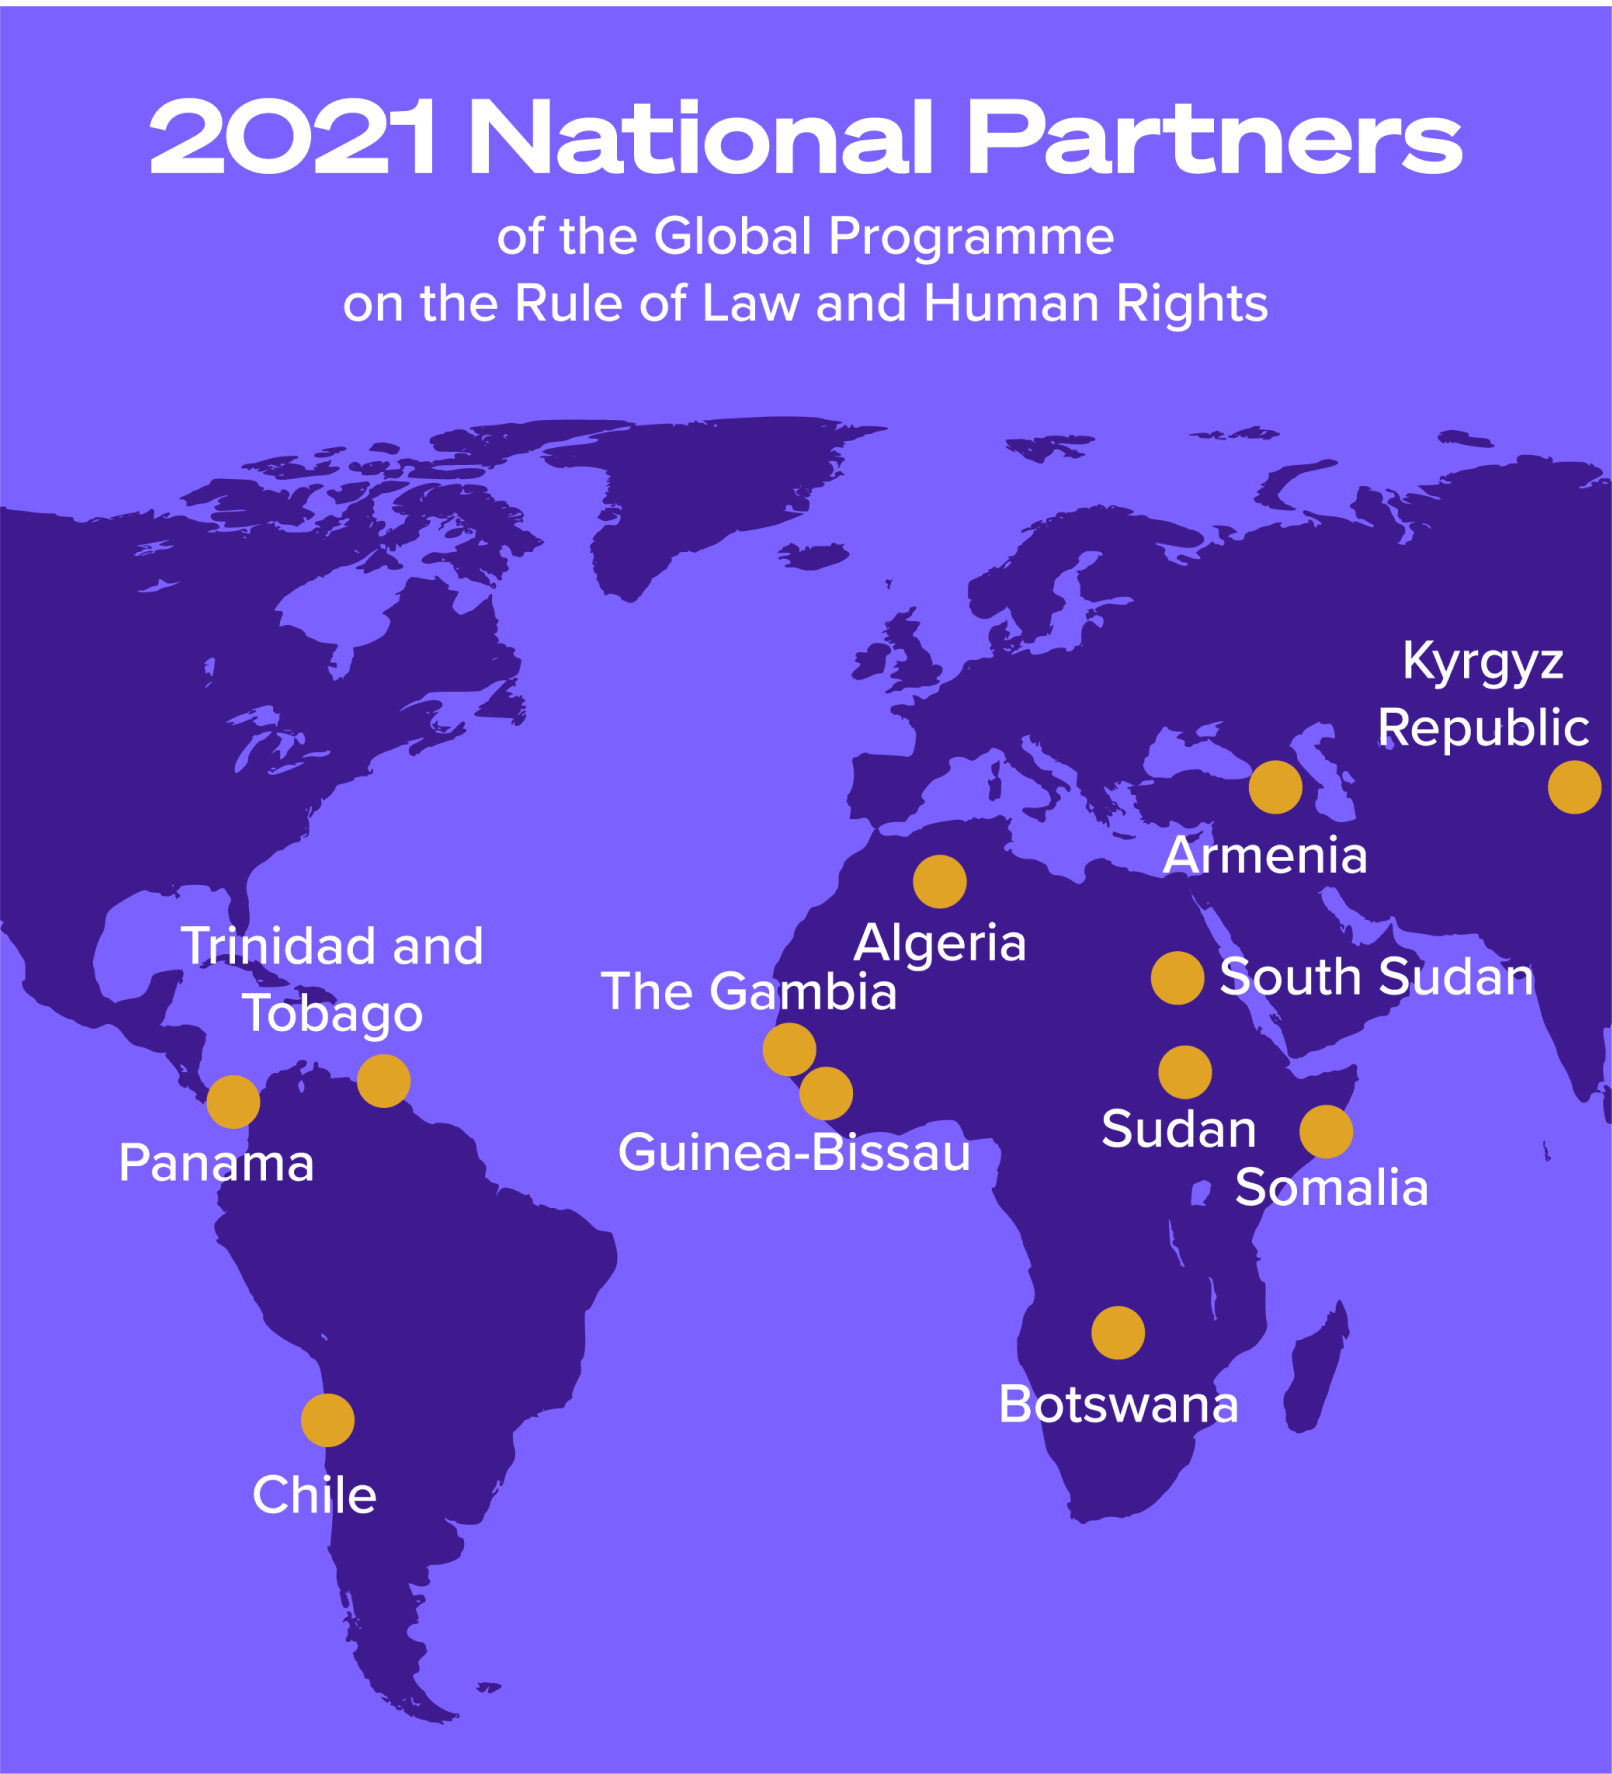 2021 National Partners
of the Global Programme
on the Rule of Law and Human Rights
Kyrgyz
Republic
Armenia
Algeria
Trinidad and
Tobago
The Gambia
South Sudan
Panama
Guinea-Bissau
Sudan
Somalia
Botswana
Chile